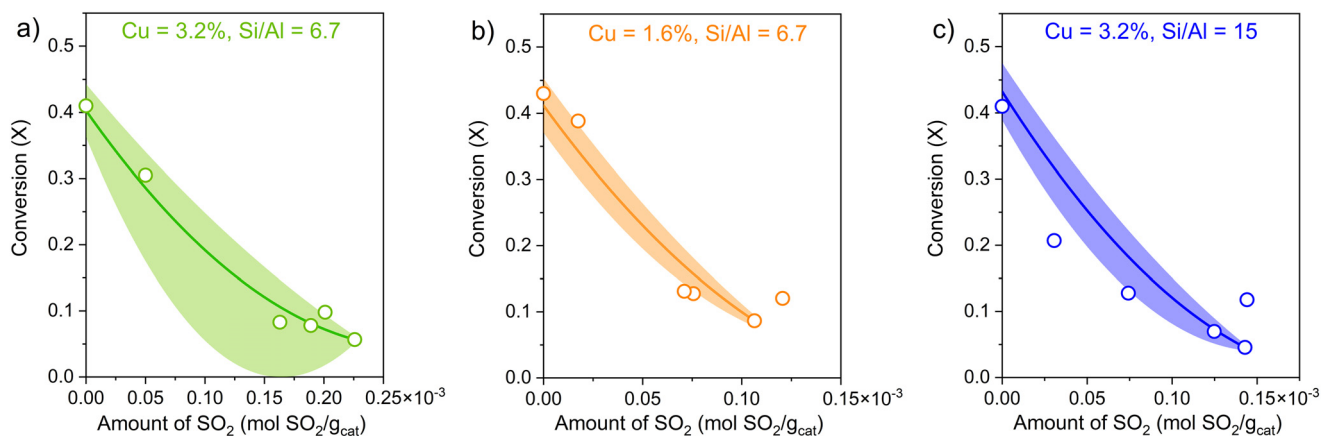 a)
Cu = 3.2%, Si/Al = 6.7
0.5
0.4
0.3
0.2
0.1
0.0
Conversion (X)
0.00 0.05 0.10 0.15 0.20 0.25×10⁻³
Amount of SO₂ (mol SO₂/g_cat)
b)
Cu = 1.6%, Si/Al = 6.7
0.5
0.4
0.3
0.2
0.1
0.0
Conversion (X)
0.00 0.05 0.10 0.15×10⁻³
Amount of SO₂ (mol SO₂/g_cat)
c)
Cu = 3.2%, Si/Al = 15
0.5
0.4
0.3
0.2
0.1
0.0
Conversion (X)
0.00 0.05 0.10 0.15×10⁻³
Amount of SO₂ (mol SO₂/g_cat)